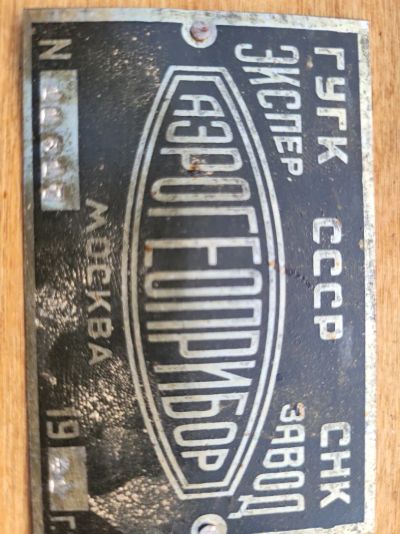 ГУГК СССР СНК
ЭКСПЕР. ЗАВОД
АЭРОГЕОПРИБОР
МОСКВА
N
19 Г.